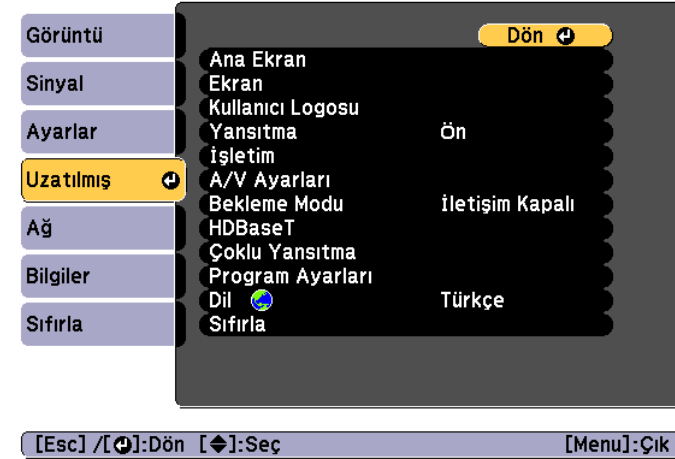 Görüntü
Sinyal
Ayarlar
Uzatılmış
Ağ
Bilgiler
Sıfırla
Dön
Ana Ekran
Ekran
Kullanıcı Logosu
Yansıtma Ön
İşletim
A/V Ayarları
Bekleme Modu İletişim Kapalı
HDBaseT
Çoklu Yansıtma
Program Ayarları
Dil Türkçe
Sıfırla
[Esc] /[⏎]:Dön [◆]:Seç [Menu]:Çık